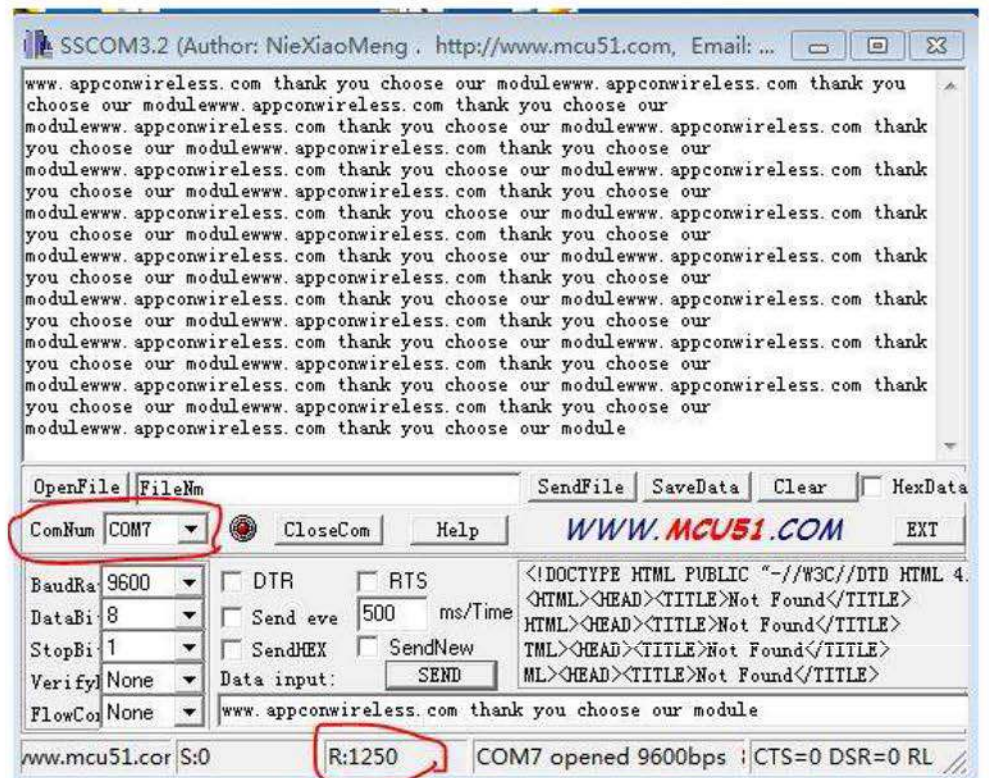 SSCOM3.2 (Author: NieXiaoMeng . http://www.mcu51.com, Email: ...
www.appconwireless.com thank you choose our modulewww.appconwireless.com thank you
choose our modulewww.appconwireless.com thank you choose our
modulewww.appconwireless.com thank you choose our modulewww.appconwireless.com thank
you choose our modulewww.appconwireless.com thank you choose our
modulewww.appconwireless.com thank you choose our modulewww.appconwireless.com thank
you choose our modulewww.appconwireless.com thank you choose our
modulewww.appconwireless.com thank you choose our modulewww.appconwireless.com thank
you choose our modulewww.appconwireless.com thank you choose our
modulewww.appconwireless.com thank you choose our modulewww.appconwireless.com thank
you choose our modulewww.appconwireless.com thank you choose our
modulewww.appconwireless.com thank you choose our modulewww.appconwireless.com thank
you choose our modulewww.appconwireless.com thank you choose our
modulewww.appconwireless.com thank you choose our modulewww.appconwireless.com thank
you choose our modulewww.appconwireless.com thank you choose our
modulewww.appconwireless.com thank you choose our modulewww.appconwireless.com thank
you choose our modulewww.appconwireless.com thank you choose our
modulewww.appconwireless.com thank you choose our module
OpenFile FileNm SendFile SaveData Clear HexData
ComNum COM7 CloseCom Help WWW.MCU51.COM EXT
BaudRa 9600 DTR RTS <!DOCTYPE HTML PUBLIC "-//W3C//DTD HTML 4.
<HTML><HEAD><TITLE>Not Found</TITLE>
DataBi 8 Send eve 500 ms/Time HTML><HEAD><TITLE>Not Found</TITLE>
StopBi 1 SendHEX SendNew TML><HEAD><TITLE>Not Found</TITLE>
Verify None Data input: SEND ML><HEAD><TITLE>Not Found</TITLE>
FlowCo None www.appconwireless.com thank you choose our module
www.mcu51.cor S:0 R:1250 COM7 opened 9600bps CTS=0 DSR=0 RL